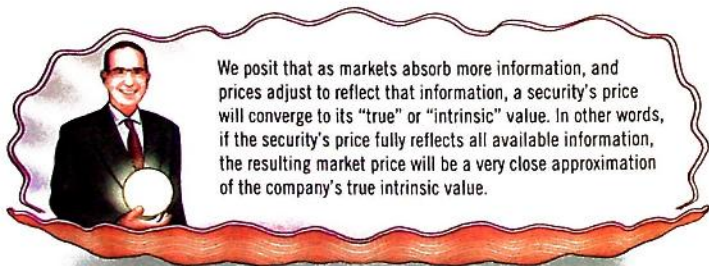 We posit that as markets absorb more information, and
prices adjust to reflect that information, a security's price
will converge to its "true" or "intrinsic" value. In other words,
if the security's price fully reflects all available information,
the resulting market price will be a very close approximation
of the company's true intrinsic value.